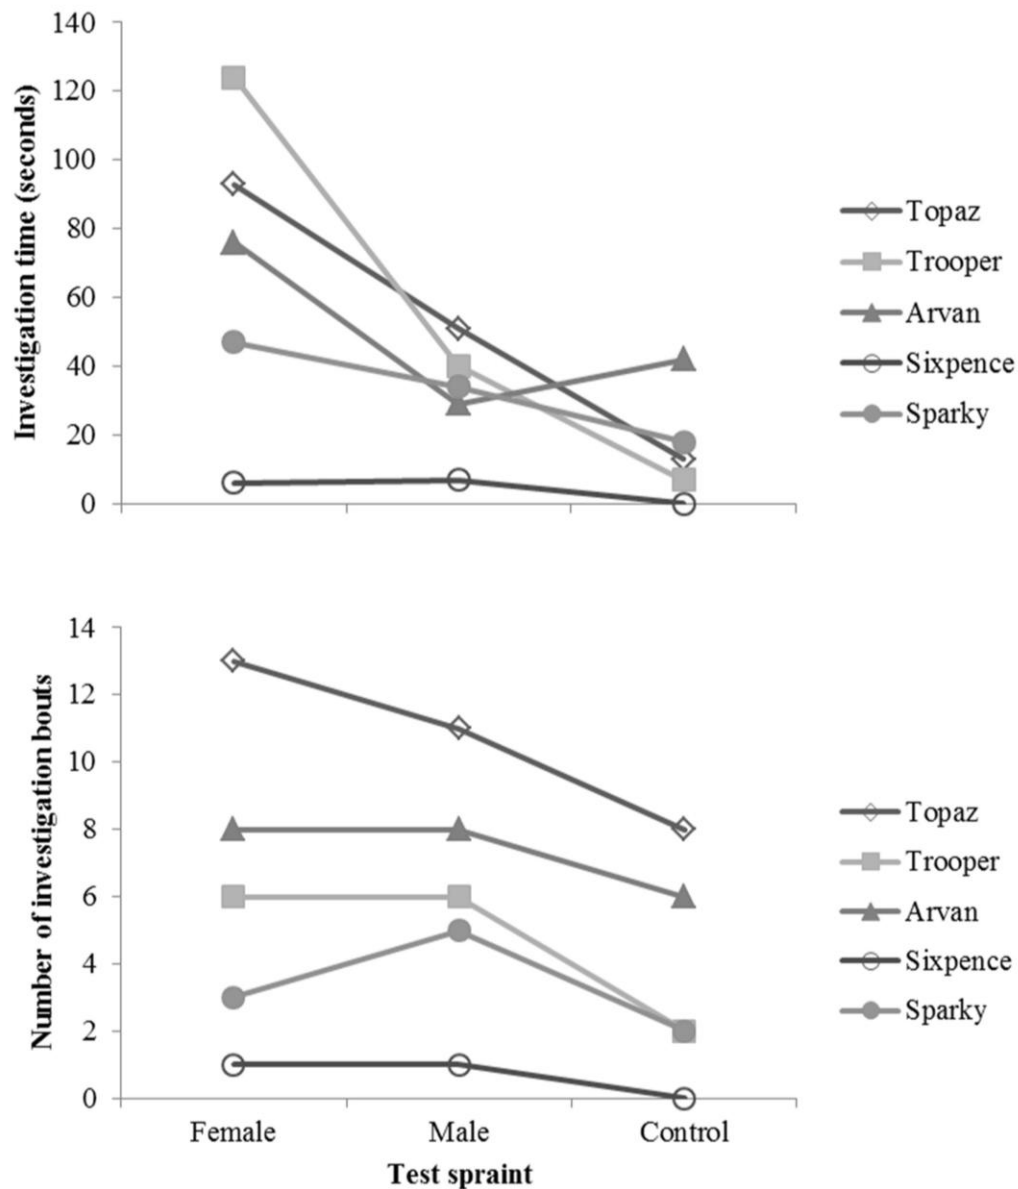 Investigation time (seconds)
140
120
100
80
60
40
20
0
Topaz
Trooper
Arvan
Sixpence
Sparky
Number of investigation bouts
14
12
10
8
6
4
2
0
Topaz
Trooper
Arvan
Sixpence
Sparky
Female Male Control
Test spraint